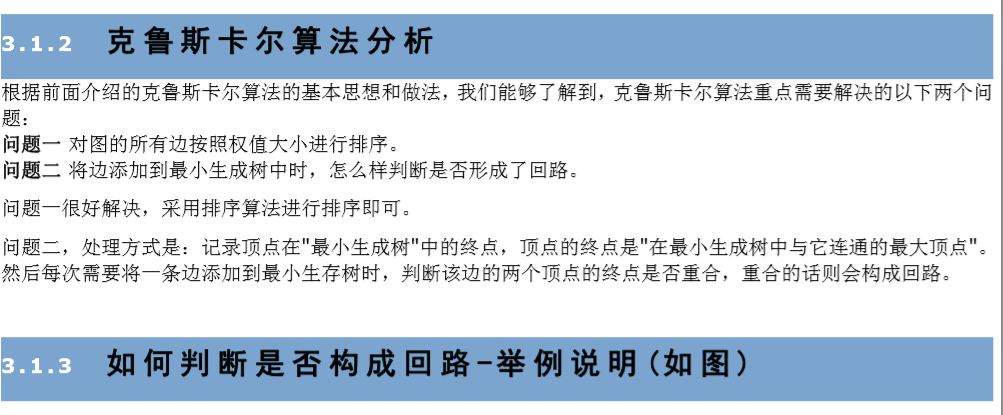 3.1.2 克鲁斯卡尔算法分析
根据前面介绍的克鲁斯卡尔算法的基本思想和做法，我们能够了解到，克鲁斯卡尔算法重点需要解决的以下两个问
题：
问题一 对图的所有边按照权值大小进行排序。
问题二 将边添加到最小生成树中时，怎么样判断是否形成了回路。
问题一很好解决，采用排序算法进行排序即可。
问题二，处理方式是：记录顶点在"最小生成树"中的终点，顶点的终点是"在最小生成树中与它连通的最大顶点"。
然后每次需要将一条边添加到最小生存树时，判断该边的两个顶点的终点是否重合，重合的话则会构成回路。
3.1.3 如何判断是否构成回路-举例说明(如图)